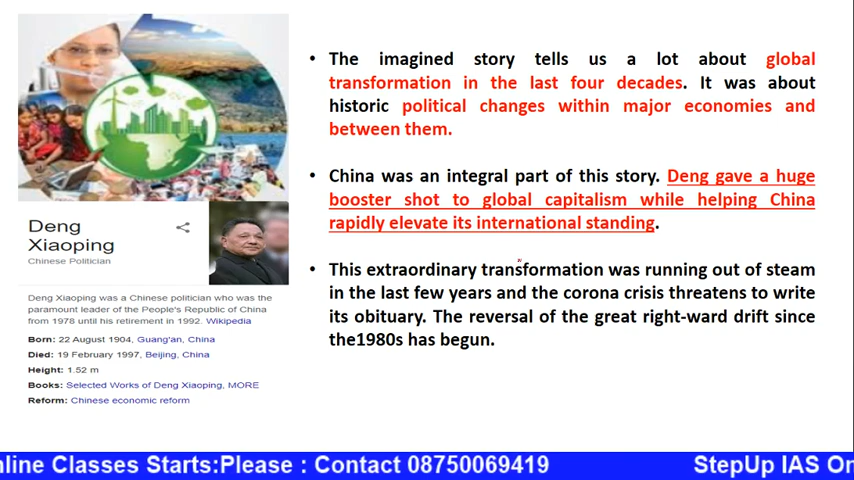 Deng
Xiaoping
Chinese Politician
Deng Xiaoping was a Chinese politician who was the
paramount leader of the People's Republic of China
from 1978 until his retirement in 1992. Wikipedia
Born: 22 August 1904, Guang'an, China
Died: 19 February 1997, Beijing, China
Height: 1.52 m
Books: Selected Works of Deng Xiaoping, MORE
Reform: Chinese economic reform
• The imagined story tells us a lot about global
transformation in the last four decades. It was about
historic political changes within major economies and
between them.
• China was an integral part of this story. Deng gave a huge
booster shot to global capitalism while helping China
rapidly elevate its international standing.
• This extraordinary transformation was running out of steam
in the last few years and the corona crisis threatens to write
its obituary. The reversal of the great right-ward drift since
the1980s has begun.
nline Classes Starts:Please : Contact 08750069419 StepUp IAS On